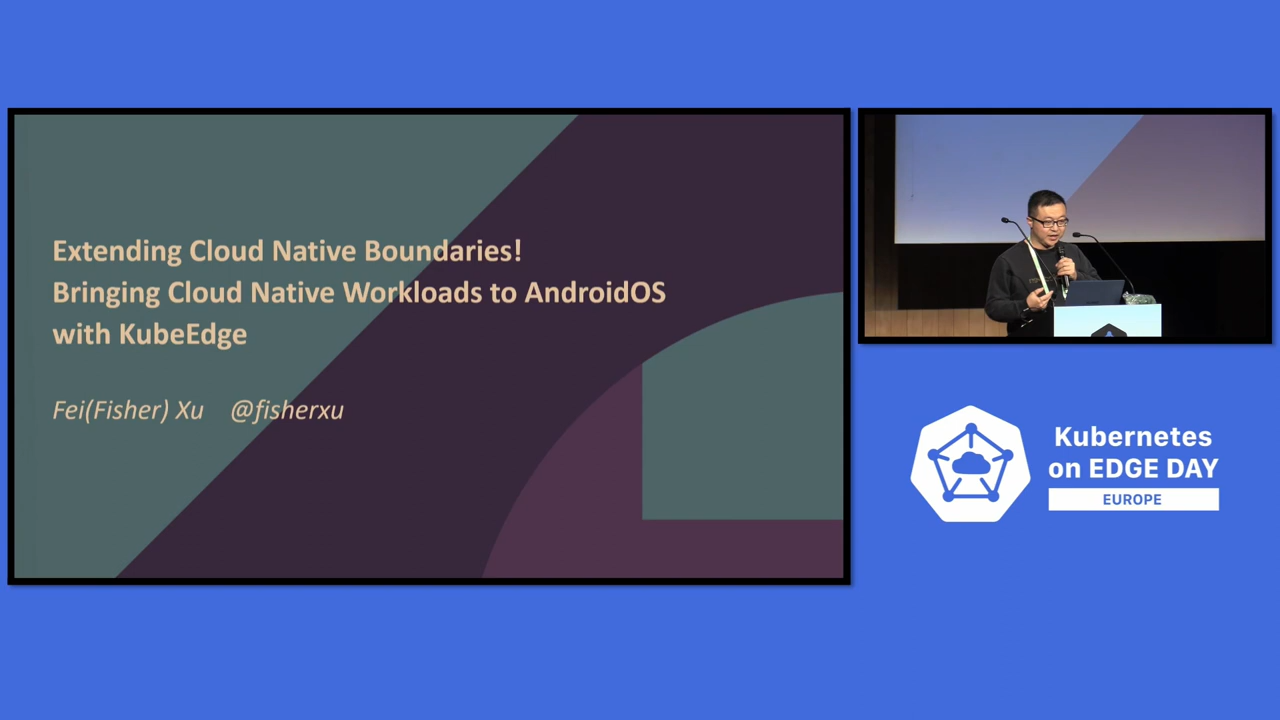 Extending Cloud Native Boundaries!
Bringing Cloud Native Workloads to AndroidOS
with KubeEdge
Fei(Fisher) Xu @fisherxu
Kubernetes
on EDGE DAY
EUROPE